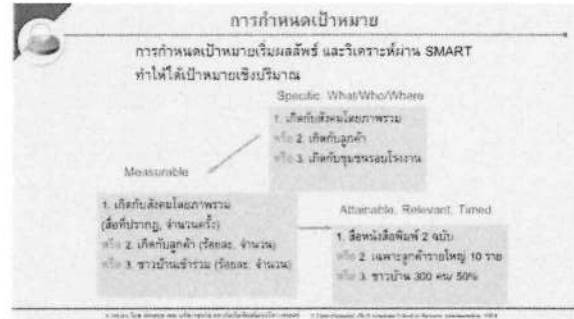 การกำหนดเป้าหมาย
การกำหนดเป้าหมายเริ่มผลลัพธ์ และวิเคราะห์ผ่าน SMART
ทำให้ได้เป้าหมายเชิงปริมาณ
Specific: What/Who/Where
1. เกิดกับสังคมโดยภาพรวม
หรือ 2. เกิดกับลูกค้า
หรือ 3. เกิดกับชุมชนรอบโรงงาน
Measurable
1. เกิดกับสังคมโดยภาพรวม
(สื่อที่ปรากฏ, จำนวนครั้ง)
หรือ 2. เกิดกับลูกค้า (ร้อยละ, จำนวน)
หรือ 3. ชาวบ้านเข้าร่วม (ร้อยละ, จำนวน)
Attainable, Relevant, Timed
1. สื่อหนังสือพิมพ์ 2 ฉบับ
หรือ 2. เฉพาะลูกค้ารายใหญ่ 10 ราย
หรือ 3. ชาวบ้าน 300 คน/ 50%